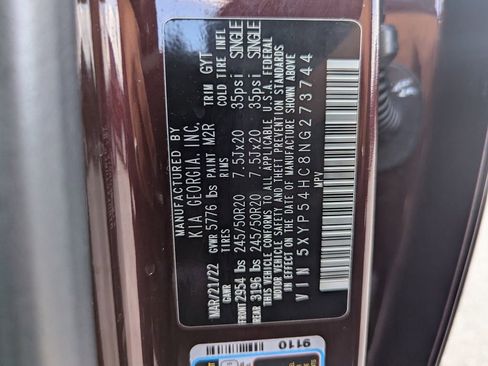 MANUFACTURED BY
KIA GEORGIA, INC.
MAR/21/22 GVWR 5776 lbs PAINT M2R TRIM GYT
GAWR TIRES RIMS COLD TIRE INFL
FRONT 2954 lbs 245/50R20 7.5Jx20 35psi SINGLE
REAR 3196 lbs 245/50R20 7.5Jx20 35psi SINGLE
THIS VEHICLE CONFORMS TO ALL APPLICABLE U.S.A. FEDERAL
MOTOR VEHICLE SAFETY AND THEFT PREVENTION STANDARDS
IN EFFECT ON THE DATE OF MANUFACTURE SHOWN ABOVE
VIN 5XYP54HC8NG273744
MPV
9110